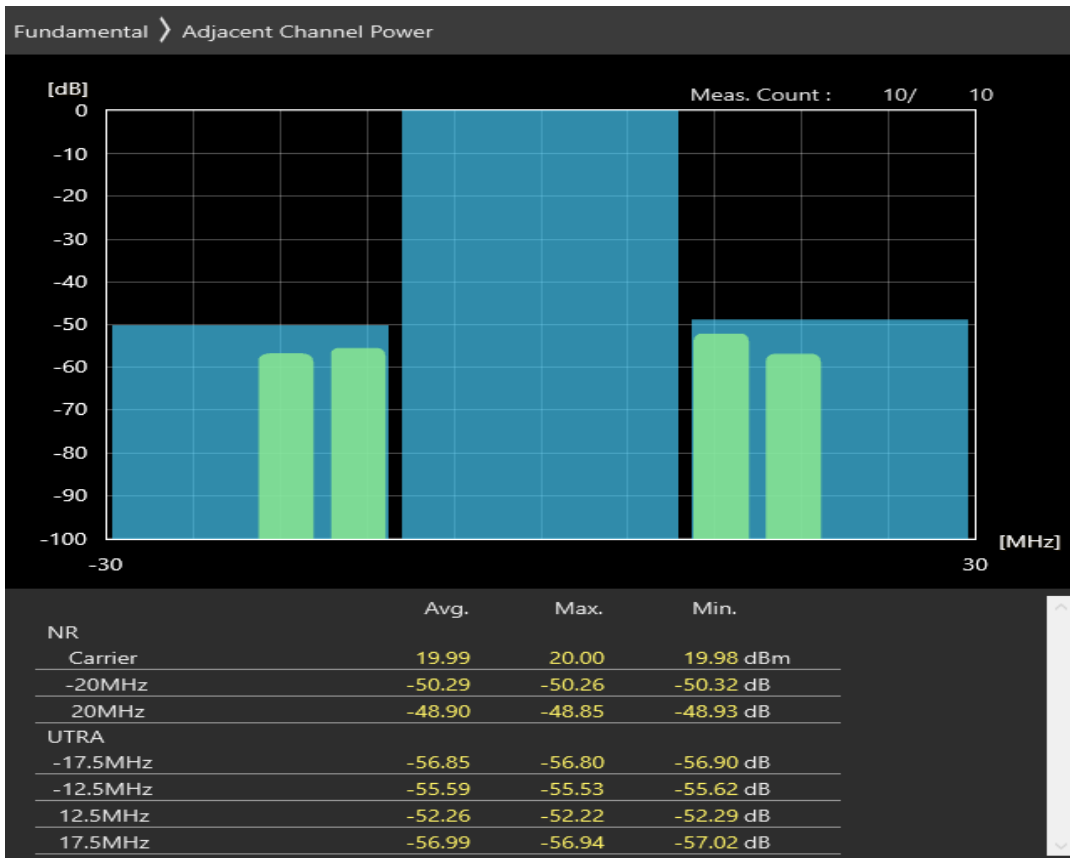 Fundamental 〉 Adjacent Channel Power
[dB]
Meas. Count : 10/ 10
0
-10
-20
-30
-40
-50
-60
-70
-80
-90
-100
[MHz]
-30 30
Avg. Max. Min.
NR
Carrier 19.99 20.00 19.98 dBm
-20MHz -50.29 -50.26 -50.32 dB
20MHz -48.90 -48.85 -48.93 dB
UTRA
-17.5MHz -56.85 -56.80 -56.90 dB
-12.5MHz -55.59 -55.53 -55.62 dB
12.5MHz -52.26 -52.22 -52.29 dB
17.5MHz -56.99 -56.94 -57.02 dB